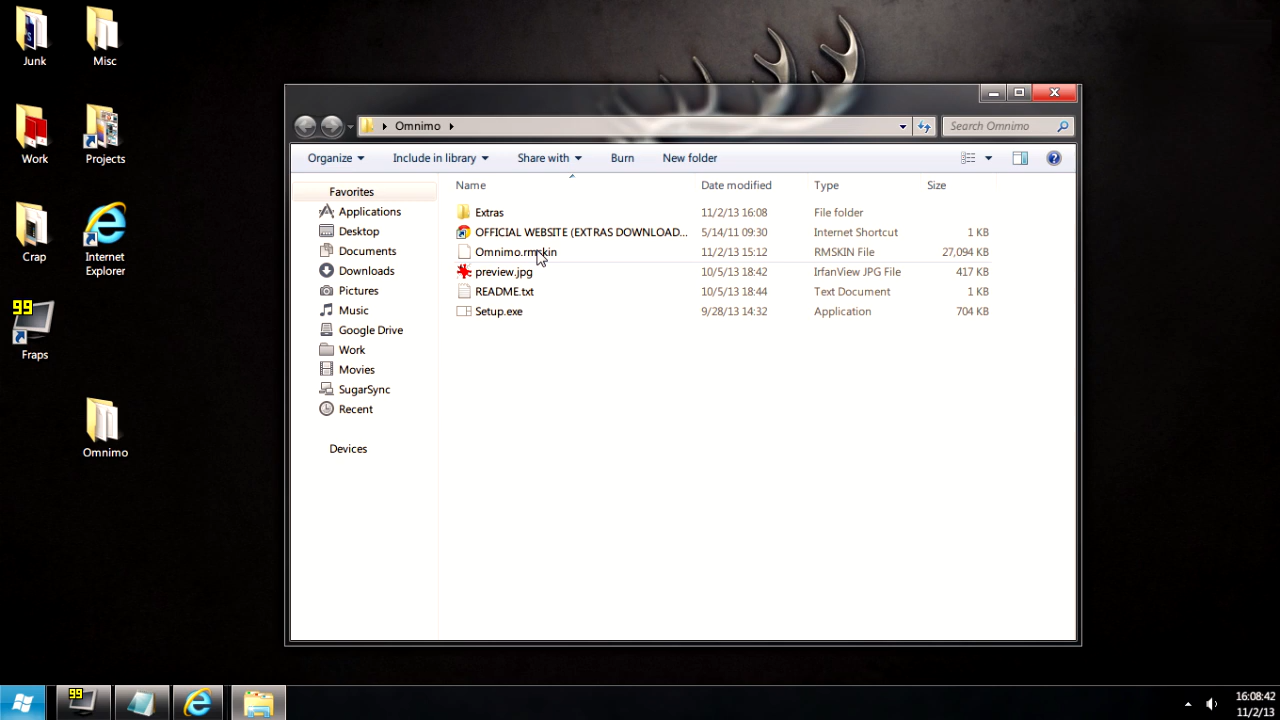 Junk
Misc
Work
Projects
Crap
Internet
Explorer
99
Fraps
Omnimo
Omnimo
Search Omnimo
Organize
Include in library
Share with
Burn
New folder
Name
Date modified
Type
Size
Favorites
Applications
Desktop
Documents
Downloads
Pictures
Music
Google Drive
Work
Movies
SugarSync
Recent
Devices
Extras 11/2/13 16:08 File folder
OFFICIAL WEBSITE (EXTRAS DOWNLOAD... 5/14/11 09:30 Internet Shortcut 1 KB
Omnimo.rmskin 11/2/13 15:12 RMSKIN File 27,094 KB
preview.jpg 10/5/13 18:42 IrfanView JPG File 417 KB
README.txt 10/5/13 18:44 Text Document 1 KB
Setup.exe 9/28/13 14:32 Application 704 KB
99
16:08:42
11/2/13